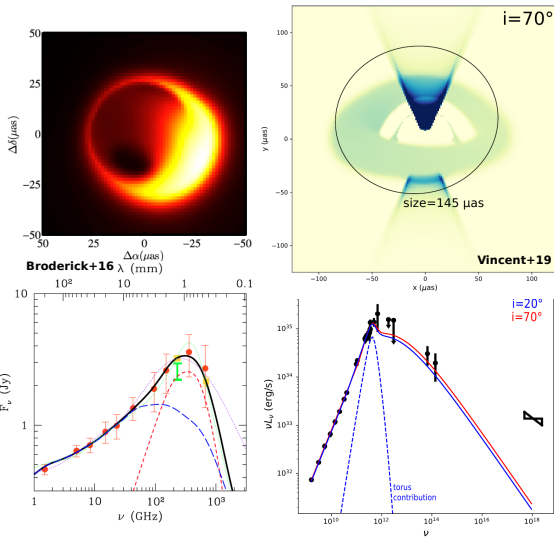 50
25
0
−25
−50
50 25 0 −25 −50
Δδ(μas)
Δα(μas)
Broderick+16
i=70°
100
50
0
−50
−100
−100 −50 0 50 100
y (μas)
x (μas)
size=145 μas
Vincent+19
λ (mm)
10² 10 1 0.1
10
1
F_ν (Jy)
1 10 10² 10³
ν (GHz)
i=20°
i=70°
10³⁵
10³⁴
10³³
10³²
νL_ν (erg/s)
torus
contribution
10¹⁰ 10¹² 10¹⁴ 10¹⁶ 10¹⁸
ν